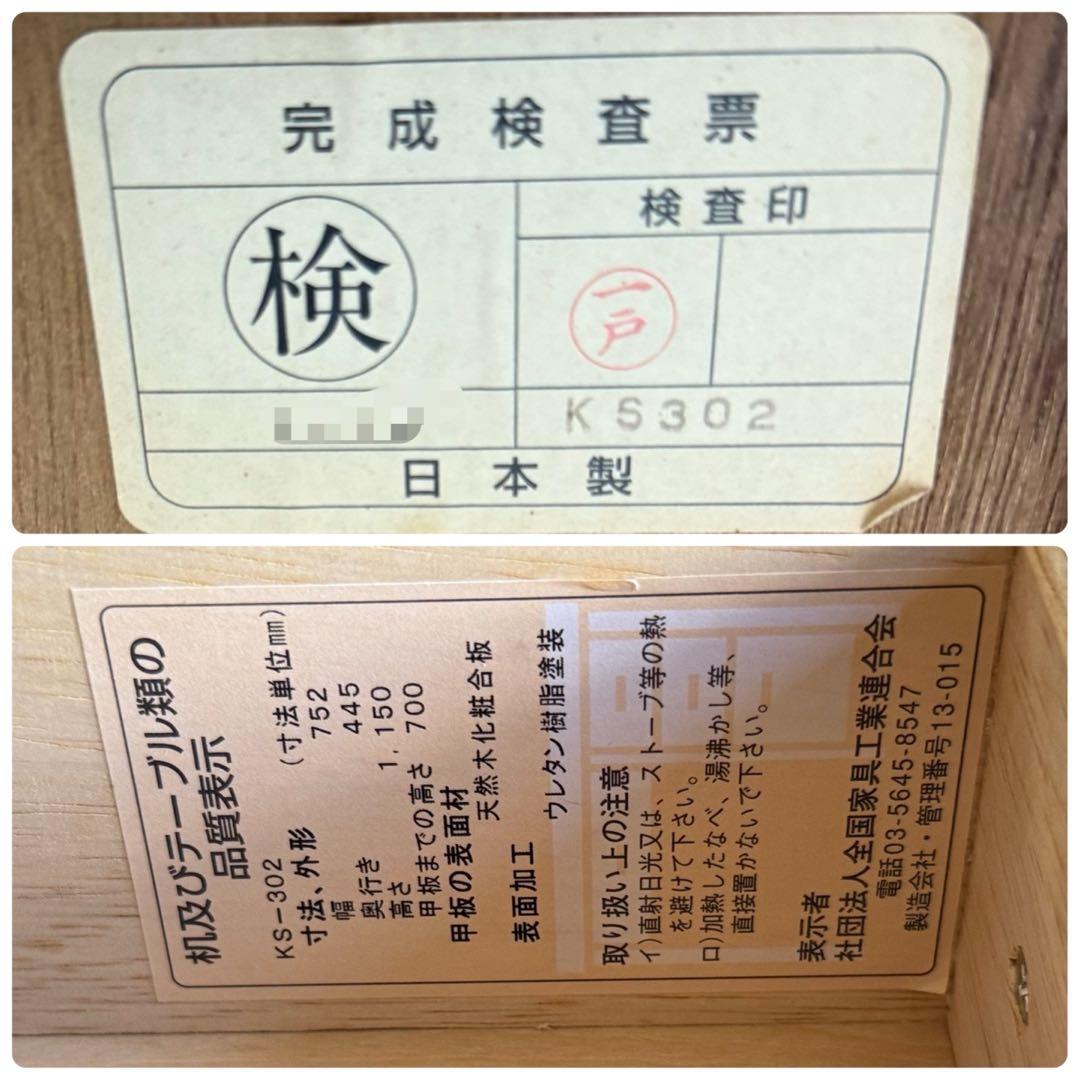 完成検査票
検査印
検
一戸
KS302
日本製
机及びテーブル類の
品質表示
KS-302 (寸法単位mm)
寸法、外形
幅 752
奥行き 445
高さ 1,150
甲板までの高さ 700
甲板の表面材
天然木化粧合板
表面加工
ウレタン樹脂塗装
取り扱い上の注意
イ)直射日光又は、ストーブ等の熱
を避けて下さい。
ロ)加熱したなべ、湯沸かし等、
直接置かないで下さい。
表示者
社団法人全国家具工業連合会
電話03-5645-8547
製造会社・管理番号13-015